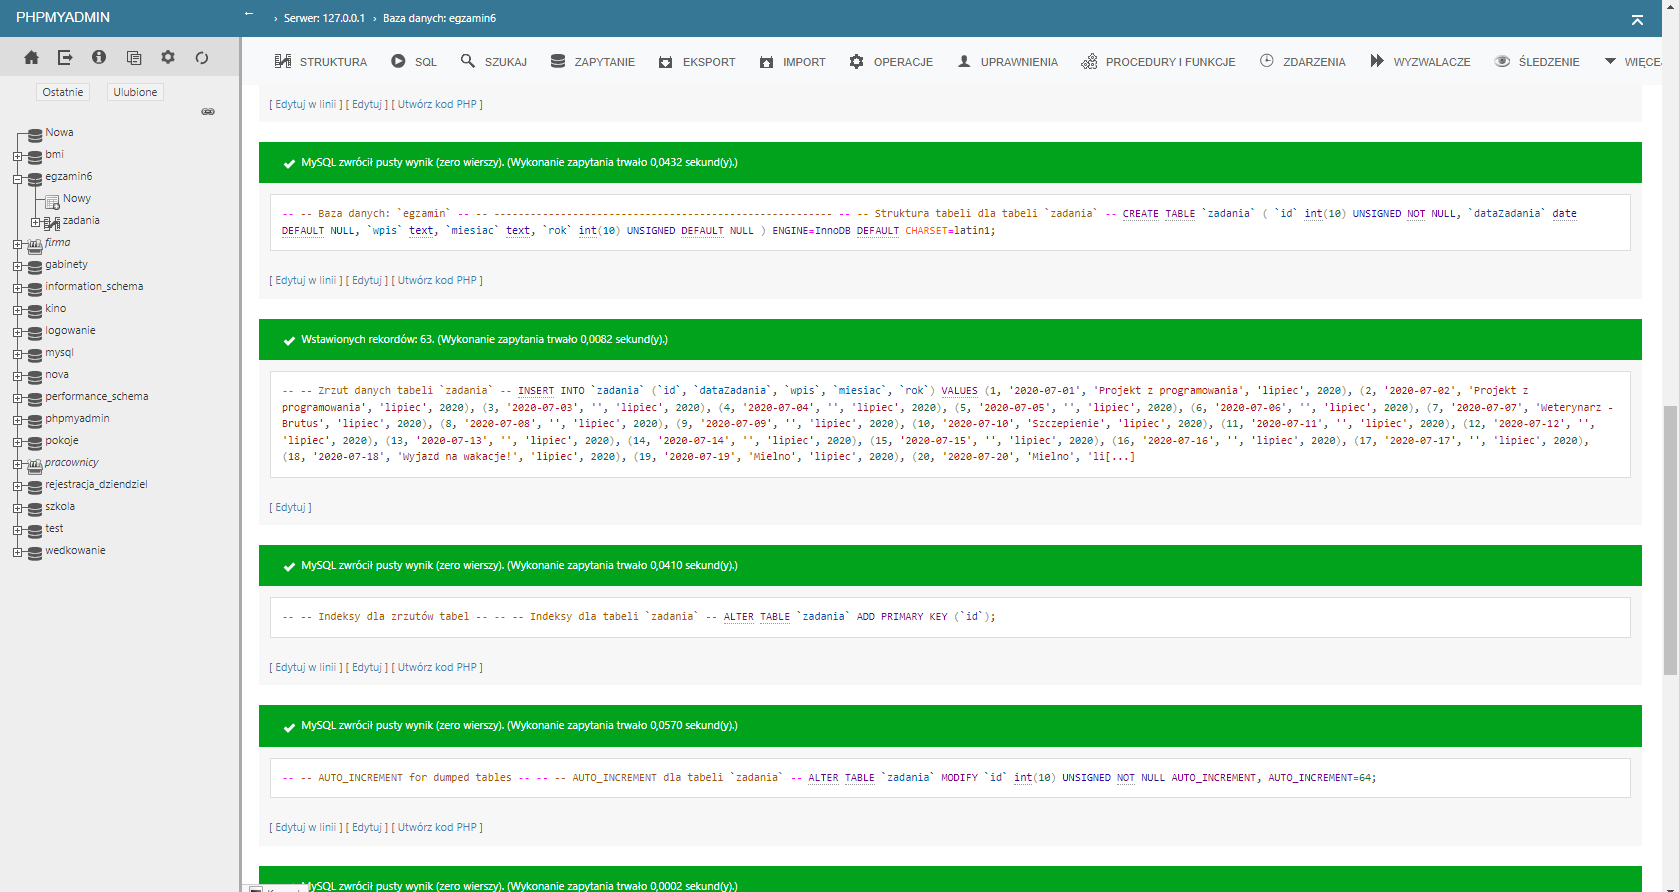 PHPMYADMIN
Ostatnie Ulubione
Nowa
bmi
egzamin6
Nowy
zadania
firma
gabinety
information_schema
kino
logowanie
mysql
nova
performance_schema
phpmyadmin
pokoje
pracownicy
rejestracja_dziendziel
szkola
test
wedkowanie
← › Serwer: 127.0.0.1 › Baza danych: egzamin6
STRUKTURA SQL SZUKAJ ZAPYTANIE EKSPORT IMPORT OPERACJE UPRAWNIENIA PROCEDURY I FUNKCJE ZDARZENIA WYZWALACZE ŚLEDZENIE WIĘCEJ
[ Edytuj w linii ] [ Edytuj ] [ Utwórz kod PHP ]
MySQL zwrócił pusty wynik (zero wierszy). (Wykonanie zapytania trwało 0,0432 sekund(y).)
-- -- Baza danych: `egzamin` -- -- -------------------------------------------------------- -- -- Struktura tabeli dla tabeli `zadania` -- CREATE TABLE `zadania` ( `id` int(10) UNSIGNED NOT NULL, `dataZadania` date
DEFAULT NULL, `wpis` text, `miesiac` text, `rok` int(10) UNSIGNED DEFAULT NULL ) ENGINE=InnoDB DEFAULT CHARSET=latin1;
[ Edytuj w linii ] [ Edytuj ] [ Utwórz kod PHP ]
Wstawionych rekordów: 63. (Wykonanie zapytania trwało 0,0082 sekund(y).)
-- -- Zrzut danych tabeli `zadania` -- INSERT INTO `zadania` (`id`, `dataZadania`, `wpis`, `miesiac`, `rok`) VALUES (1, '2020-07-01', 'Projekt z programowania', 'lipiec', 2020), (2, '2020-07-02', 'Projekt z
programowania', 'lipiec', 2020), (3, '2020-07-03', '', 'lipiec', 2020), (4, '2020-07-04', '', 'lipiec', 2020), (5, '2020-07-05', '', 'lipiec', 2020), (6, '2020-07-06', '', 'lipiec', 2020), (7, '2020-07-07', 'Weterynarz -
Brutus', 'lipiec', 2020), (8, '2020-07-08', '', 'lipiec', 2020), (9, '2020-07-09', '', 'lipiec', 2020), (10, '2020-07-10', 'Szczepienie', 'lipiec', 2020), (11, '2020-07-11', '', 'lipiec', 2020), (12, '2020-07-12', '',
'lipiec', 2020), (13, '2020-07-13', '', 'lipiec', 2020), (14, '2020-07-14', '', 'lipiec', 2020), (15, '2020-07-15', '', 'lipiec', 2020), (16, '2020-07-16', '', 'lipiec', 2020), (17, '2020-07-17', '', 'lipiec', 2020),
(18, '2020-07-18', 'Wyjazd na wakacje!', 'lipiec', 2020), (19, '2020-07-19', 'Mielno', 'lipiec', 2020), (20, '2020-07-20', 'Mielno', 'li[...]
[ Edytuj ]
MySQL zwrócił pusty wynik (zero wierszy). (Wykonanie zapytania trwało 0,0410 sekund(y).)
-- -- Indeksy dla zrzutów tabel -- -- -- Indeksy dla tabeli `zadania` -- ALTER TABLE `zadania` ADD PRIMARY KEY (`id`);
[ Edytuj w linii ] [ Edytuj ] [ Utwórz kod PHP ]
MySQL zwrócił pusty wynik (zero wierszy). (Wykonanie zapytania trwało 0,0570 sekund(y).)
-- -- AUTO_INCREMENT for dumped tables -- -- -- AUTO_INCREMENT dla tabeli `zadania` -- ALTER TABLE `zadania` MODIFY `id` int(10) UNSIGNED NOT NULL AUTO_INCREMENT, AUTO_INCREMENT=64;
[ Edytuj w linii ] [ Edytuj ] [ Utwórz kod PHP ]
MySQL zwrócił pusty wynik (zero wierszy). (Wykonanie zapytania trwało 0,0002 sekund(y).)